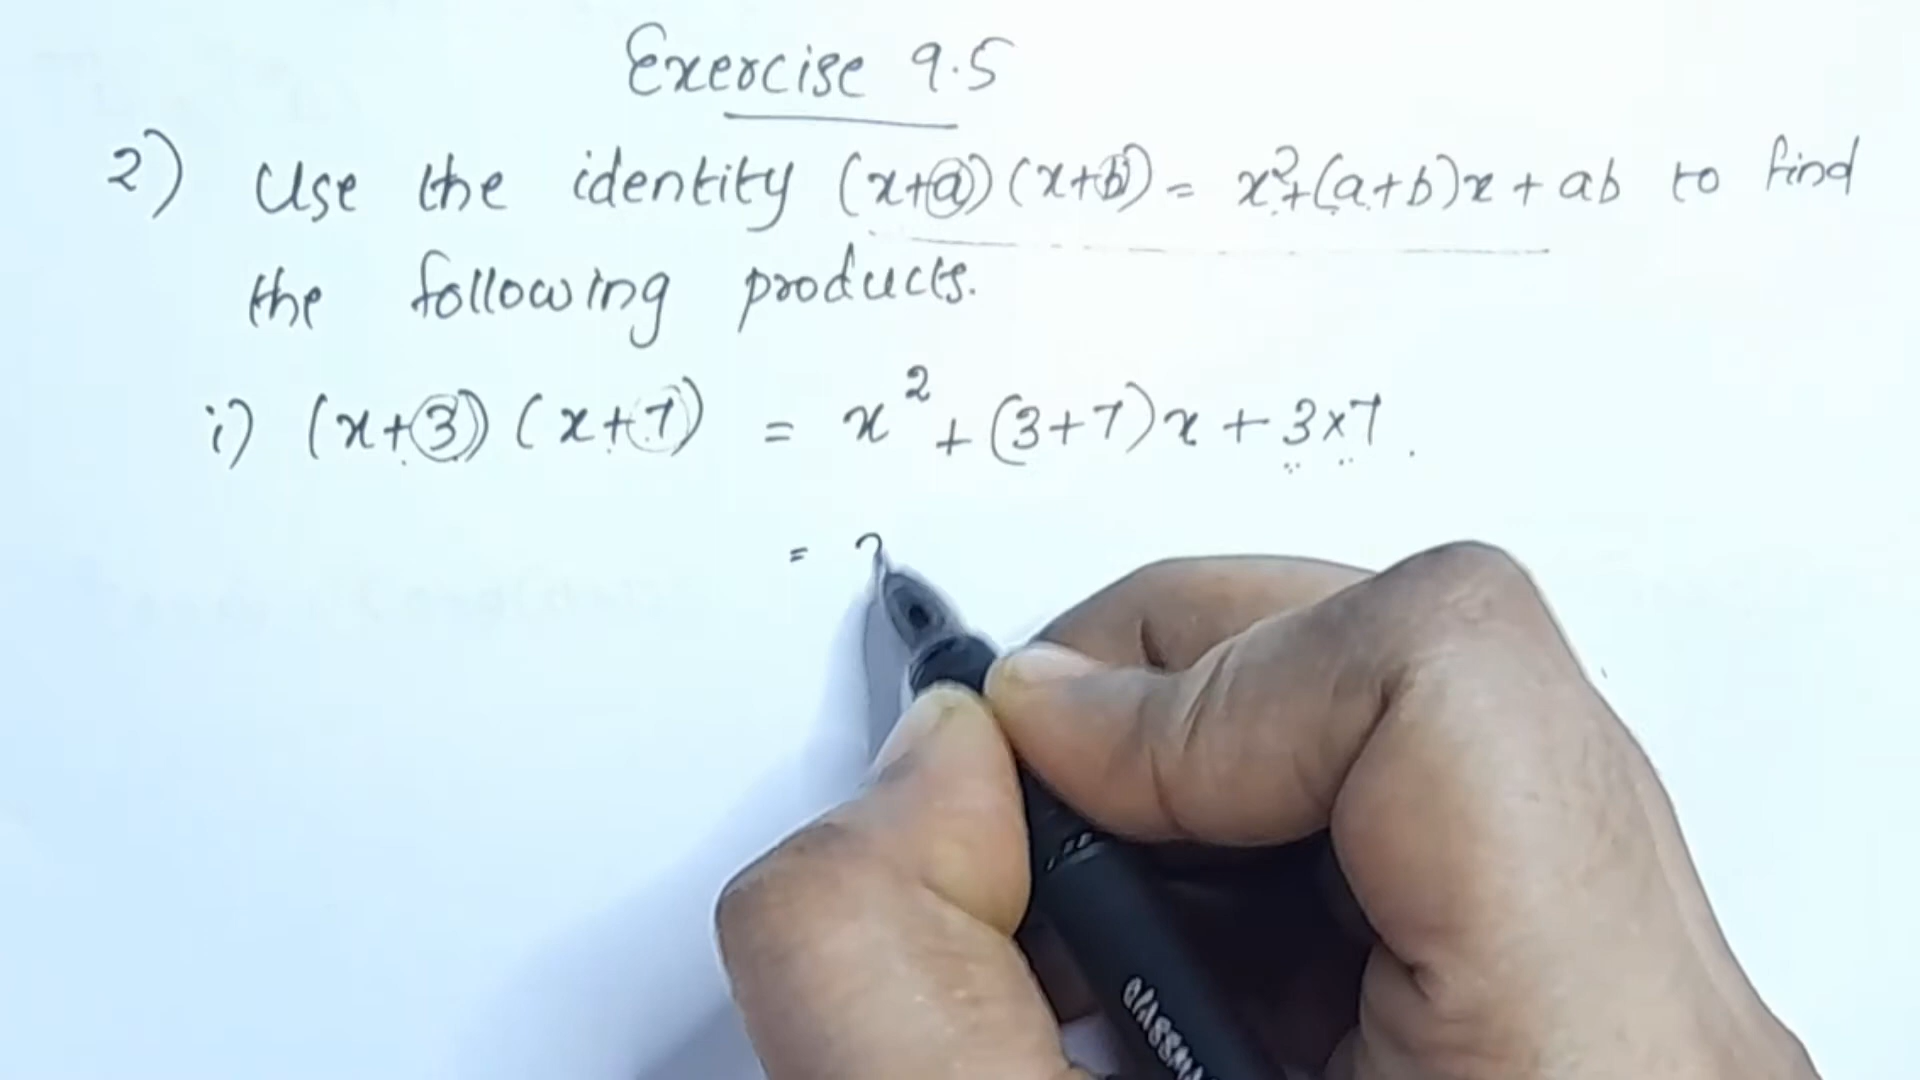 Exercise 9.5
2) Use the identity (x+a)(x+b) = x²+(a+b)x + ab to find
the following products.
i) (x+3)(x+7) = x² + (3+7)x + 3×7.
=